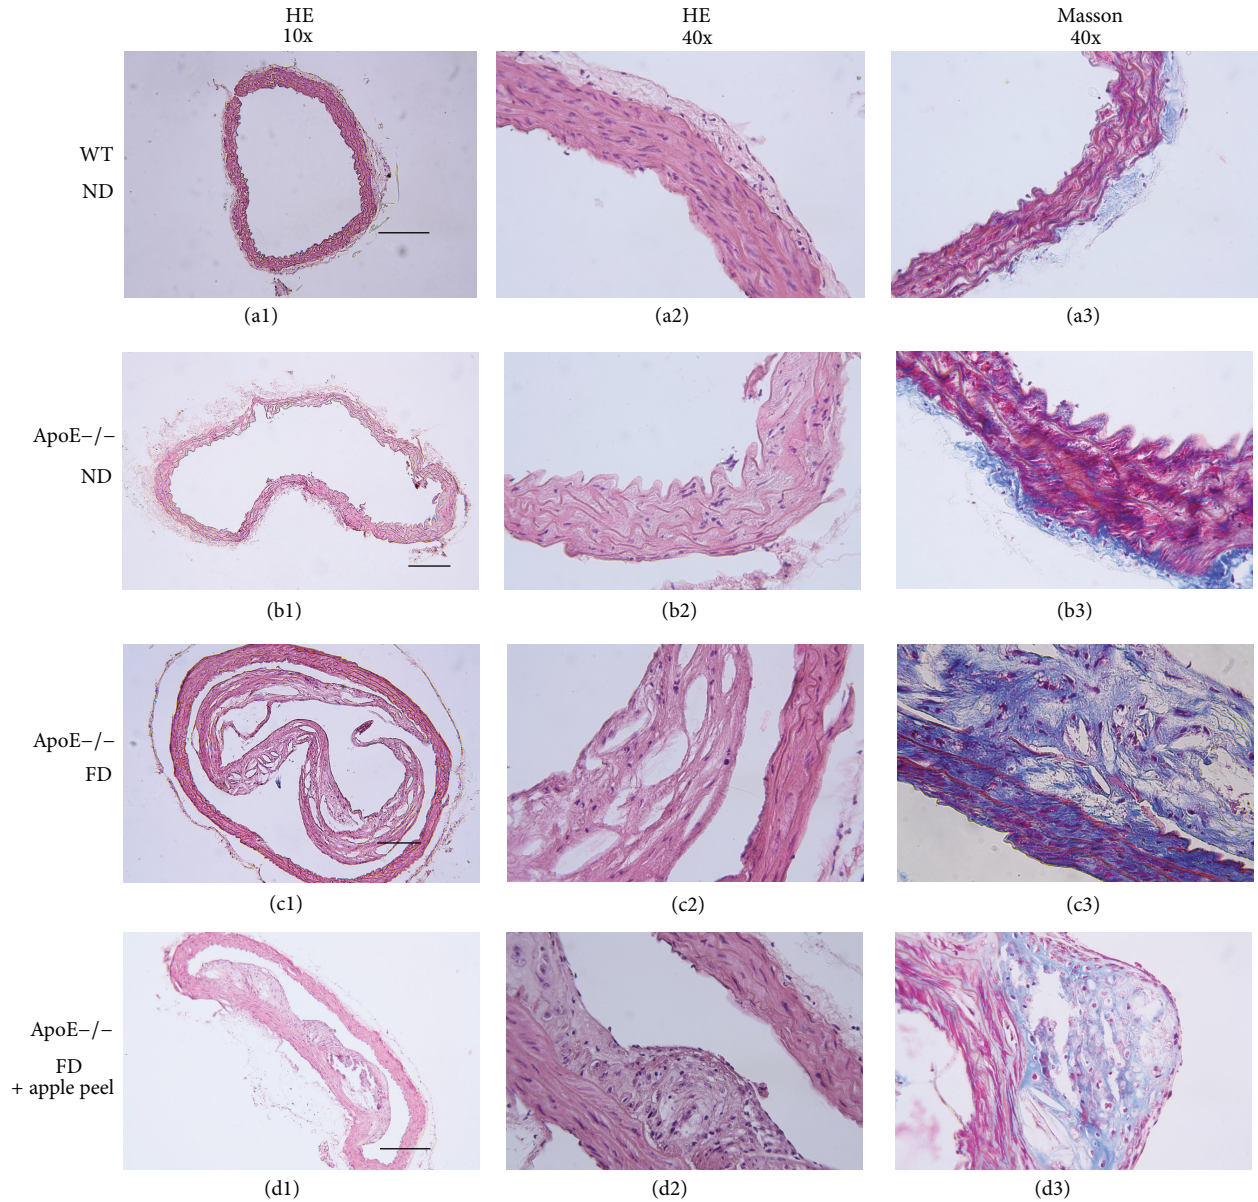 HE
10x
HE
40x
Masson
40x
WT
ND
(a1)
(a2)
(a3)
ApoE−/−
ND
(b1)
(b2)
(b3)
ApoE−/−
FD
(c1)
(c2)
(c3)
ApoE−/−
FD
+ apple peel
(d1)
(d2)
(d3)